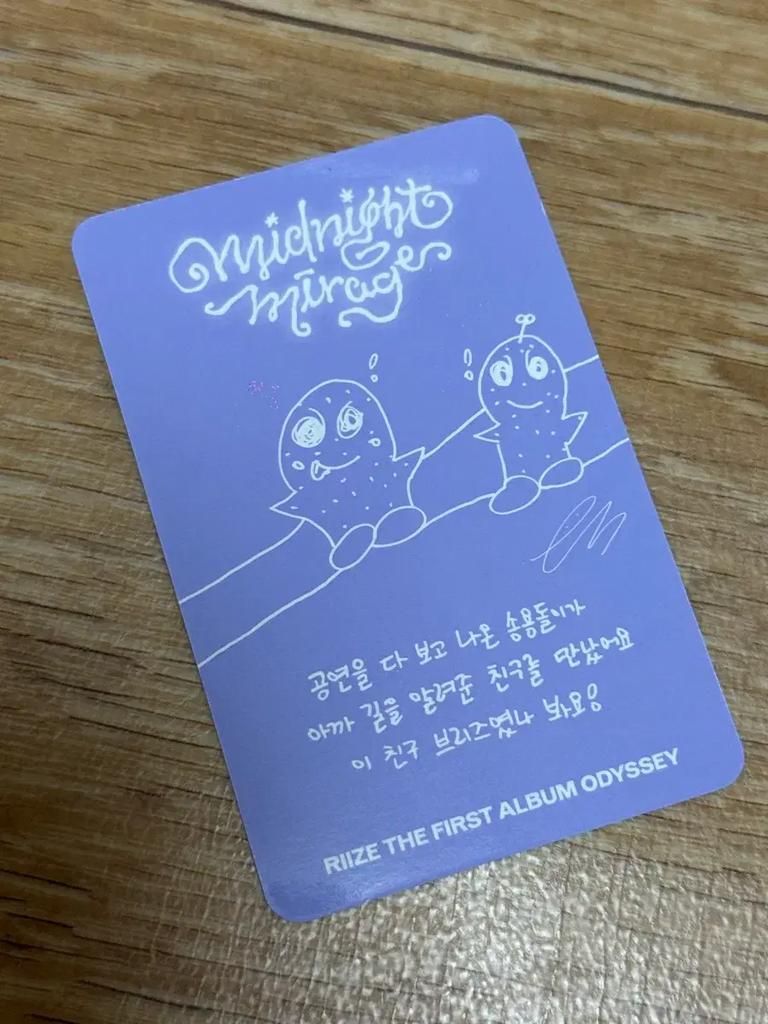 Midnight
mirage
공연을 다 보고 나온 송용돌이가
아까 길을 알려준 친구를 만났어요
이 친구 브리즈였나 봐요!
RIIZE THE FIRST ALBUM ODYSSEY